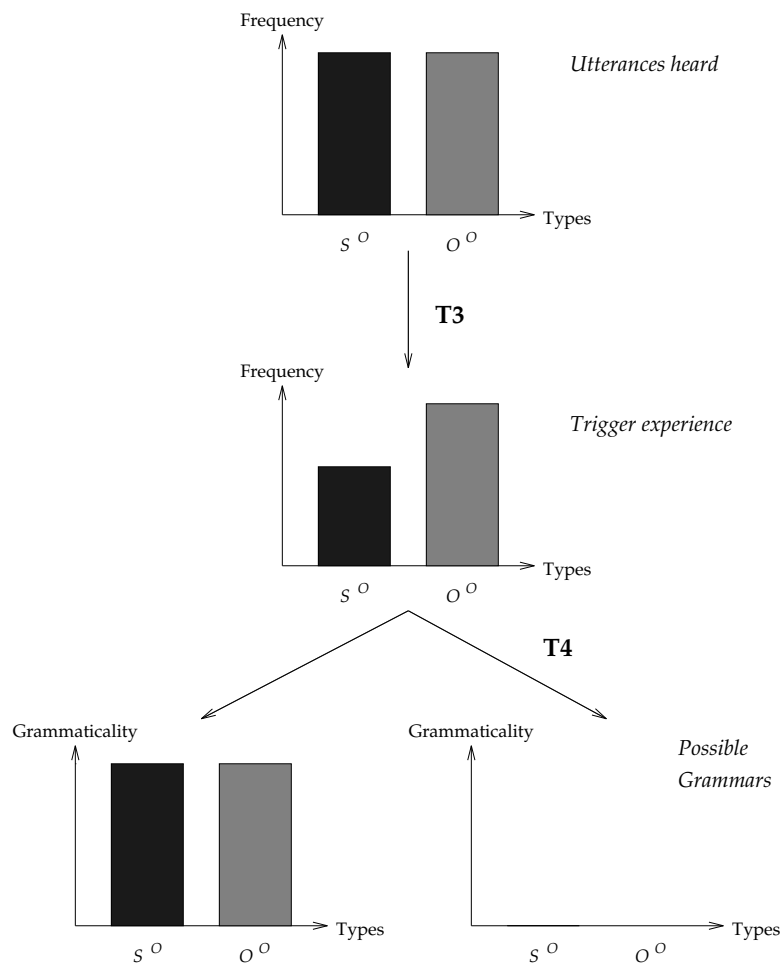 Frequency
Utterances heard
Types
S^O O^O
T3
Frequency
Trigger experience
Types
S^O O^O
T4
Grammaticality
Grammaticality
Possible
Grammars
Types
Types
S^O O^O
S^O O^O